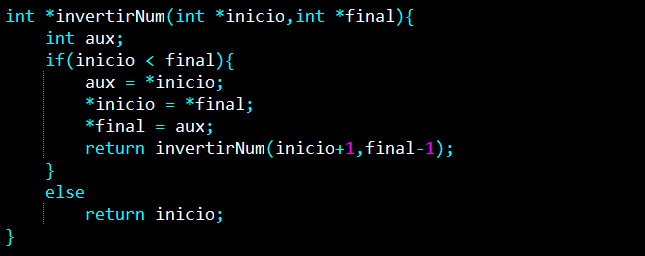 int *invertirNum(int *inicio,int *final){
    int aux;
    if(inicio < final){
        aux = *inicio;
        *inicio = *final;
        *final = aux;
        return invertirNum(inicio+1,final-1);
    }
    else
        return inicio;
}